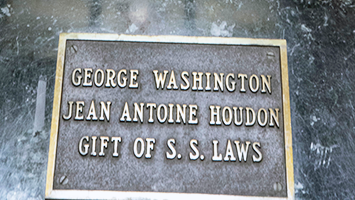 GEORGE WASHINGTON
JEAN ANTOINE HOUDON
GIFT OF S. S. LAWS